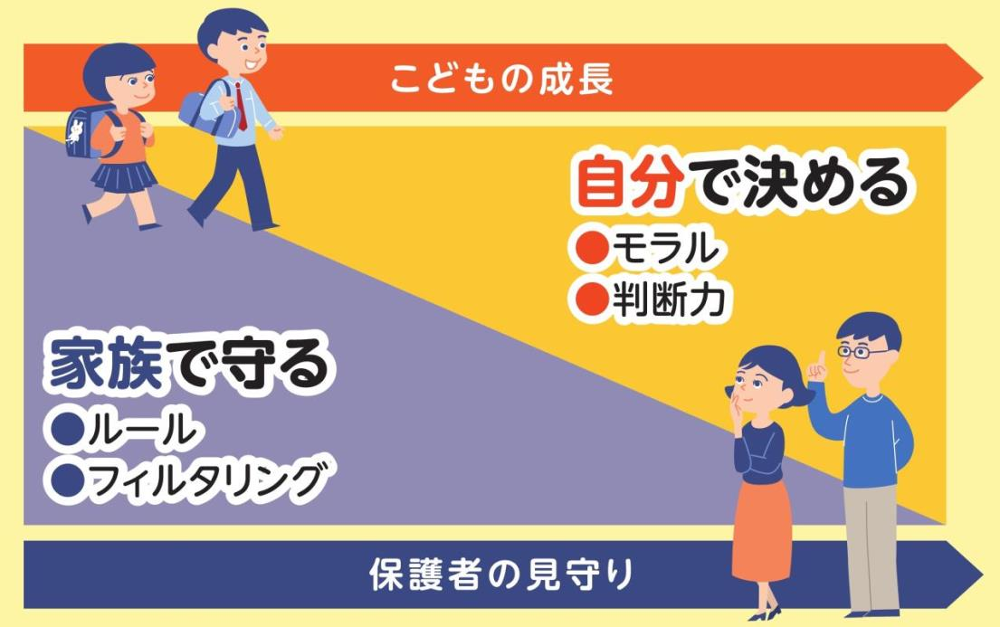 こどもの成長
自分で決める
●モラル
●判断力
家族で守る
●ルール
●フィルタリング
保護者の見守り